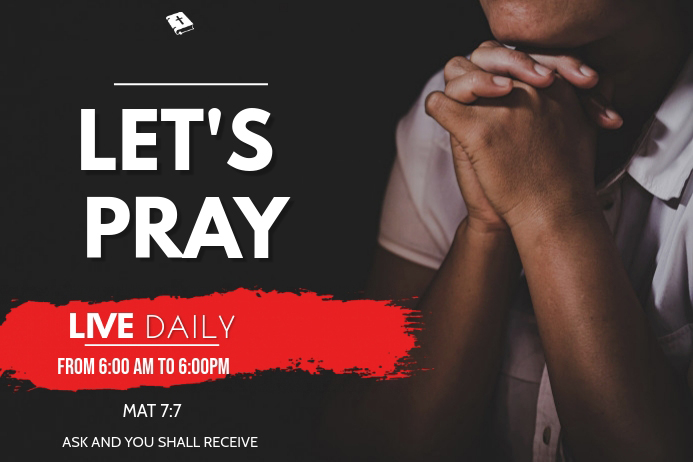 LET'S
PRAY
LIVE DAILY
FROM 6:00 AM TO 6:00PM
MAT 7:7
ASK AND YOU SHALL RECEIVE